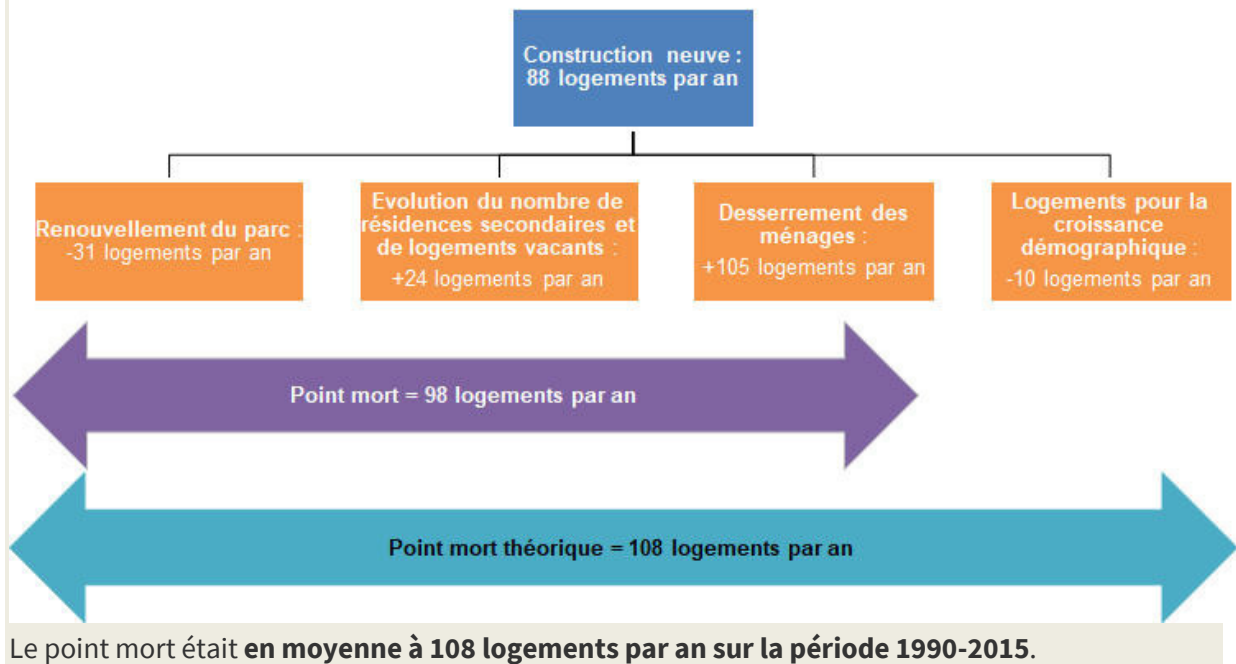 Construction neuve :
88 logements par an
Renouvellement du parc :
-31 logements par an
Evolution du nombre de
résidences secondaires et
de logements vacants :
+24 logements par an
Desserrement des
ménages :
+105 logements par an
Logements pour la
croissance
démographique :
-10 logements par an
Point mort = 98 logements par an
Point mort théorique = 108 logements par an
Le point mort était en moyenne à 108 logements par an sur la période 1990-2015.